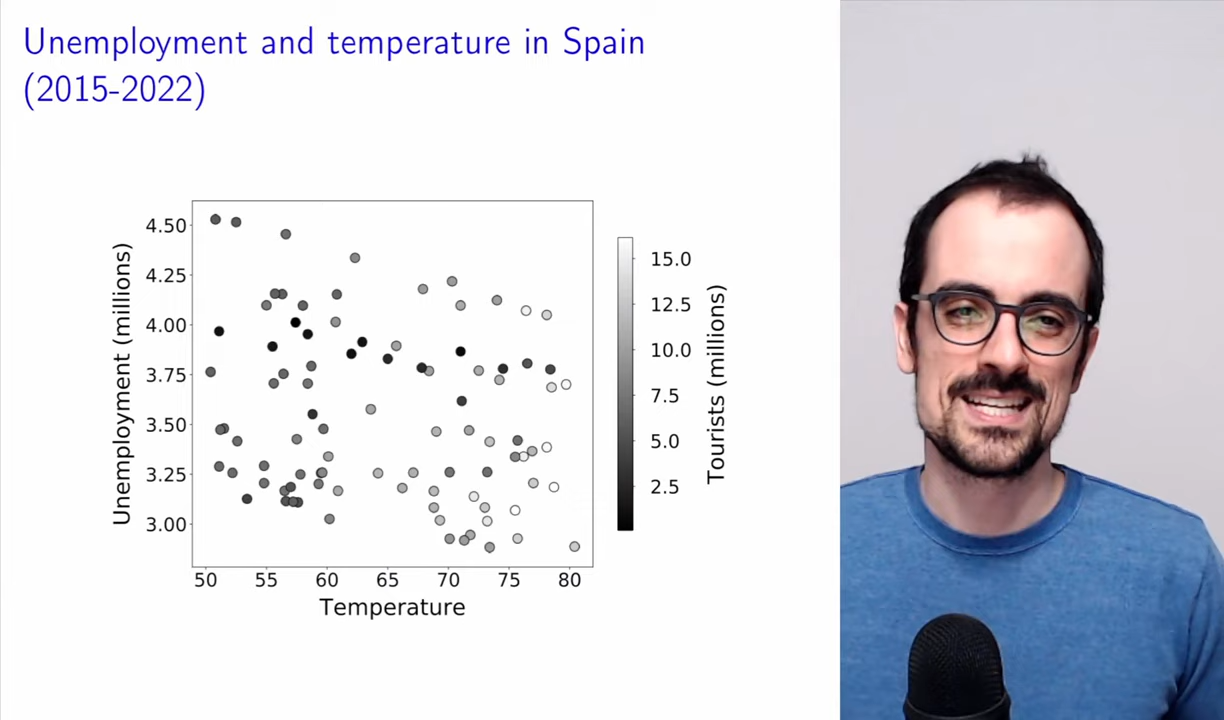 Unemployment and temperature in Spain
(2015-2022)
Unemployment (millions)
4.50
4.25
4.00
3.75
3.50
3.25
3.00
50 55 60 65 70 75 80
Temperature
15.0
12.5
10.0
7.5
5.0
2.5
Tourists (millions)